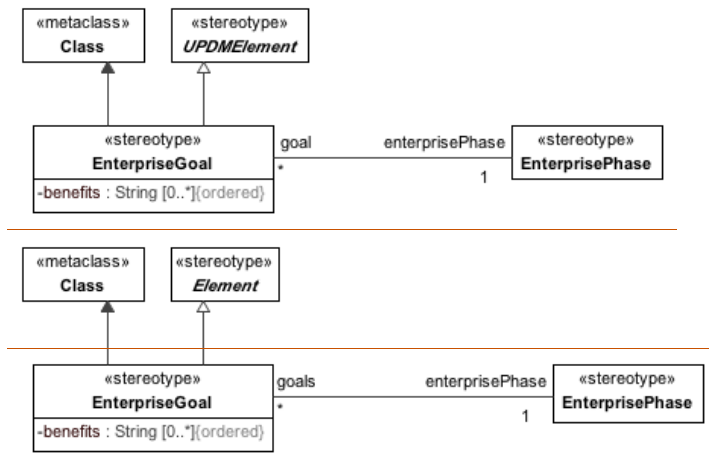 «metaclass»
Class
«stereotype»
UPDMElement
«stereotype»
EnterpriseGoal
-benefits : String [0..*]{ordered}
goal
enterprisePhase
*
1
«stereotype»
EnterprisePhase
«metaclass»
Class
«stereotype»
Element
«stereotype»
EnterpriseGoal
-benefits : String [0..*]{ordered}
goals
enterprisePhase
*
1
«stereotype»
EnterprisePhase